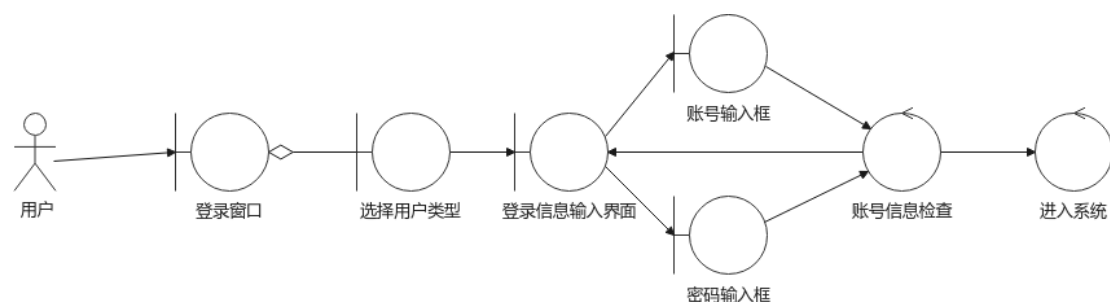 账号输入框
用户
登录窗口
选择用户类型
登录信息输入界面
账号信息检查
进入系统
密码输入框